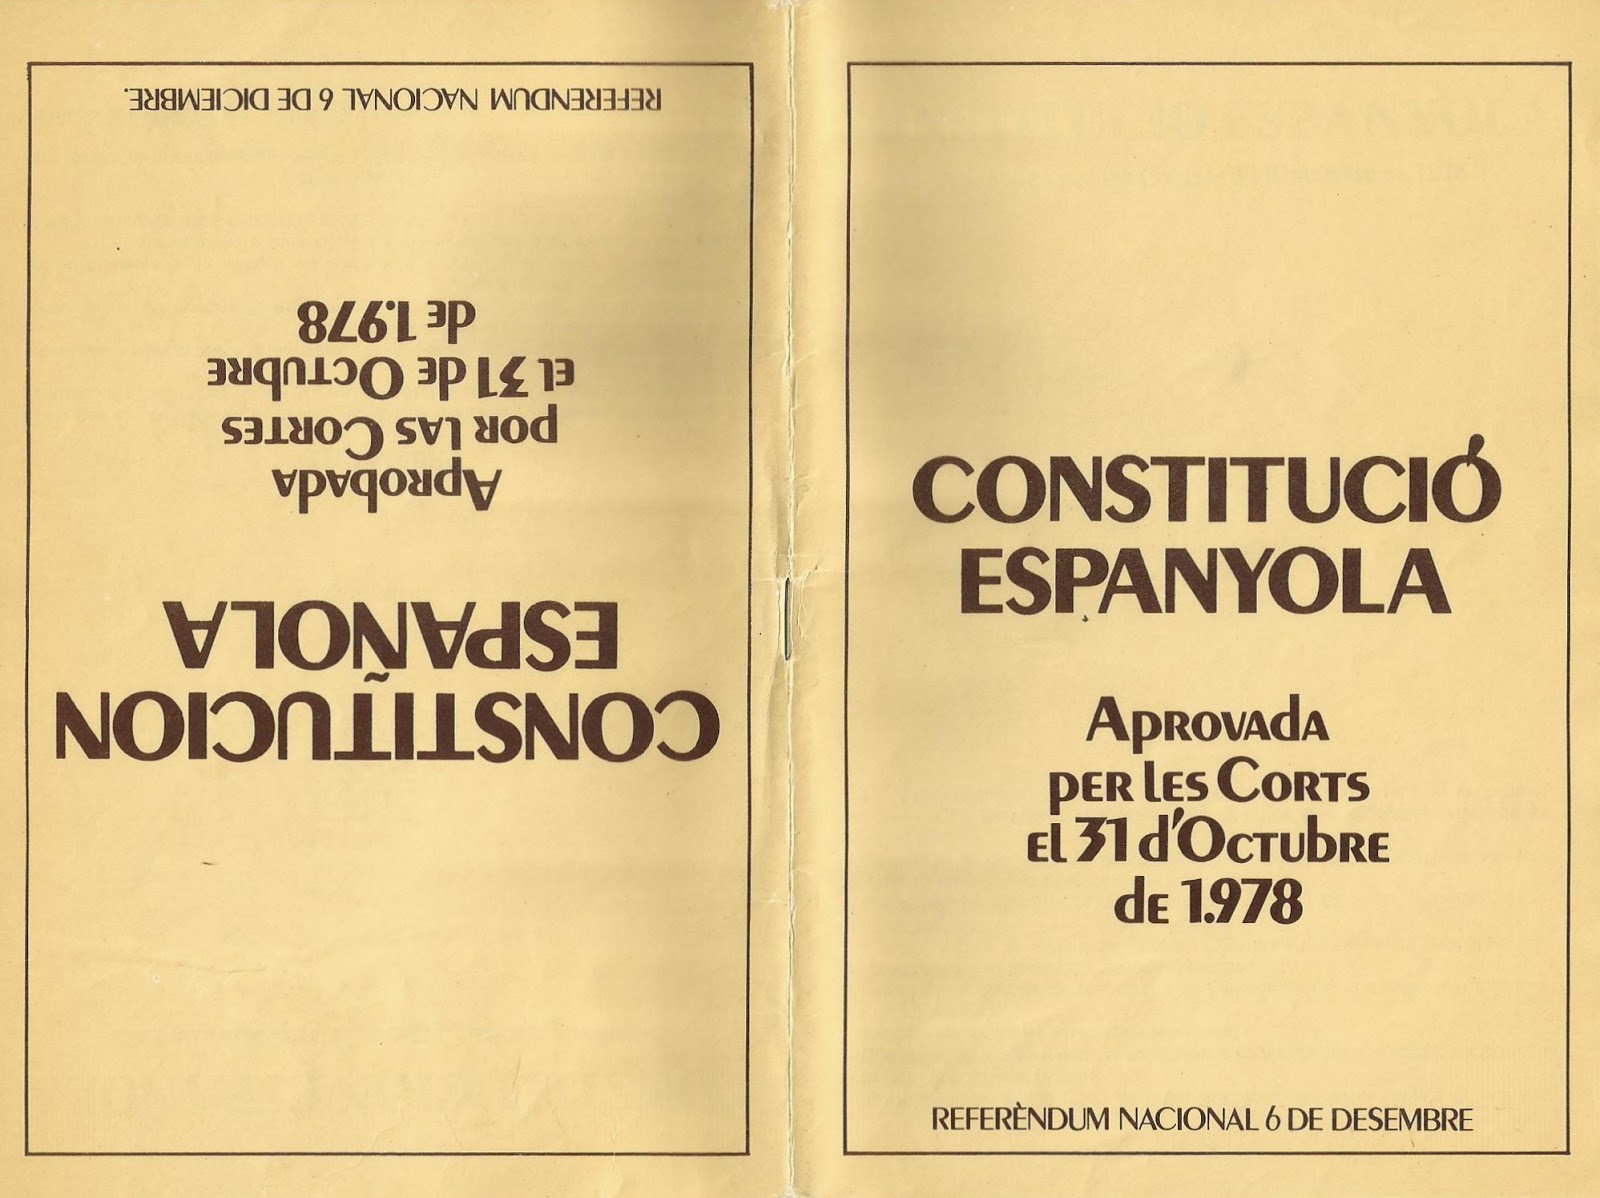 CONSTITUCIÓ
ESPANYOLA
Aprovada
per les Corts
el 31 d'Octubre
de 1.978
REFERÈNDUM NACIONAL 6 DE DESEMBRE
CONSTITUCION
ESPAÑOLA
Aprobada
por las Cortes
el 31 de Octubre
de 1.978
REFERENDUM NACIONAL 6 DE DICIEMBRE.